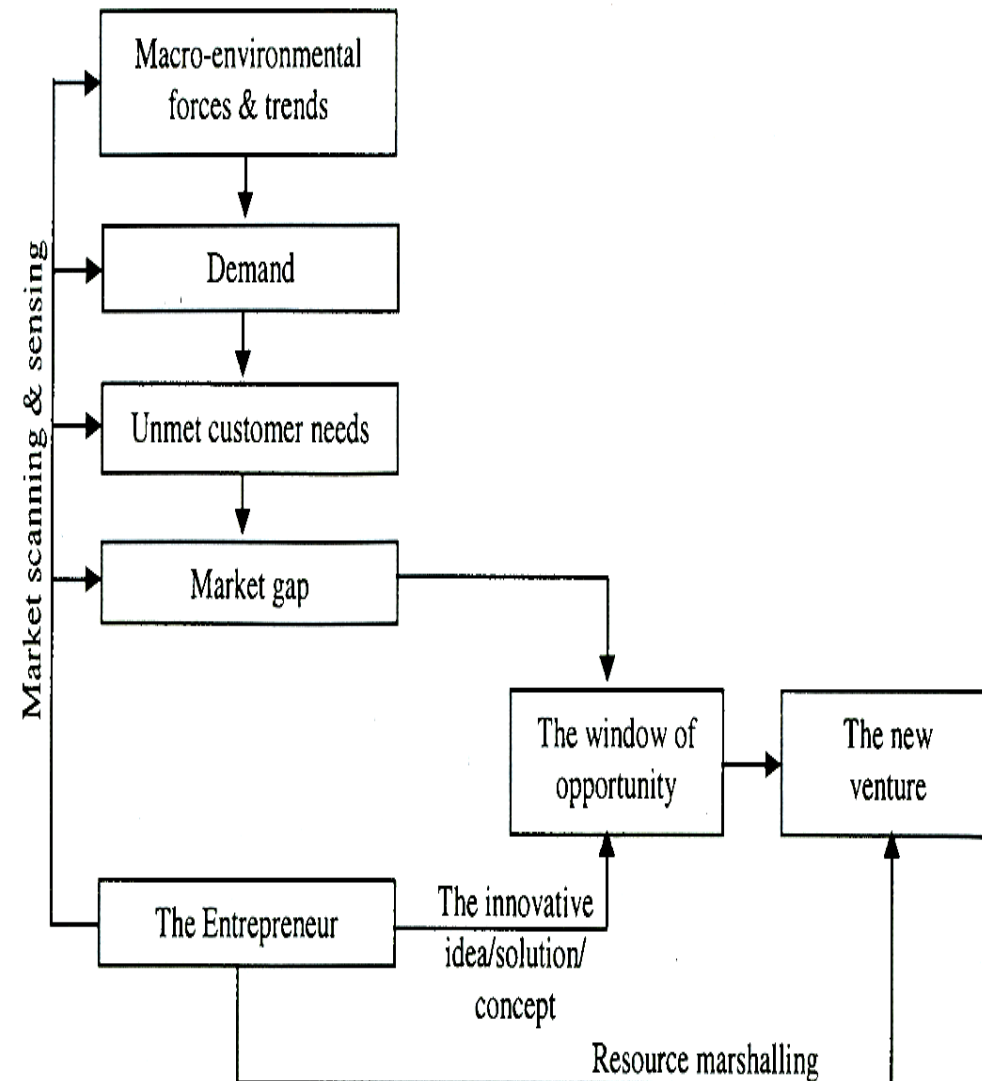 Macro-environmental
forces & trends
Demand
Unmet customer needs
Market gap
Market scanning & sensing
The window of
opportunity
The new
venture
The Entrepreneur
The innovative
idea/solution/
concept
Resource marshalling